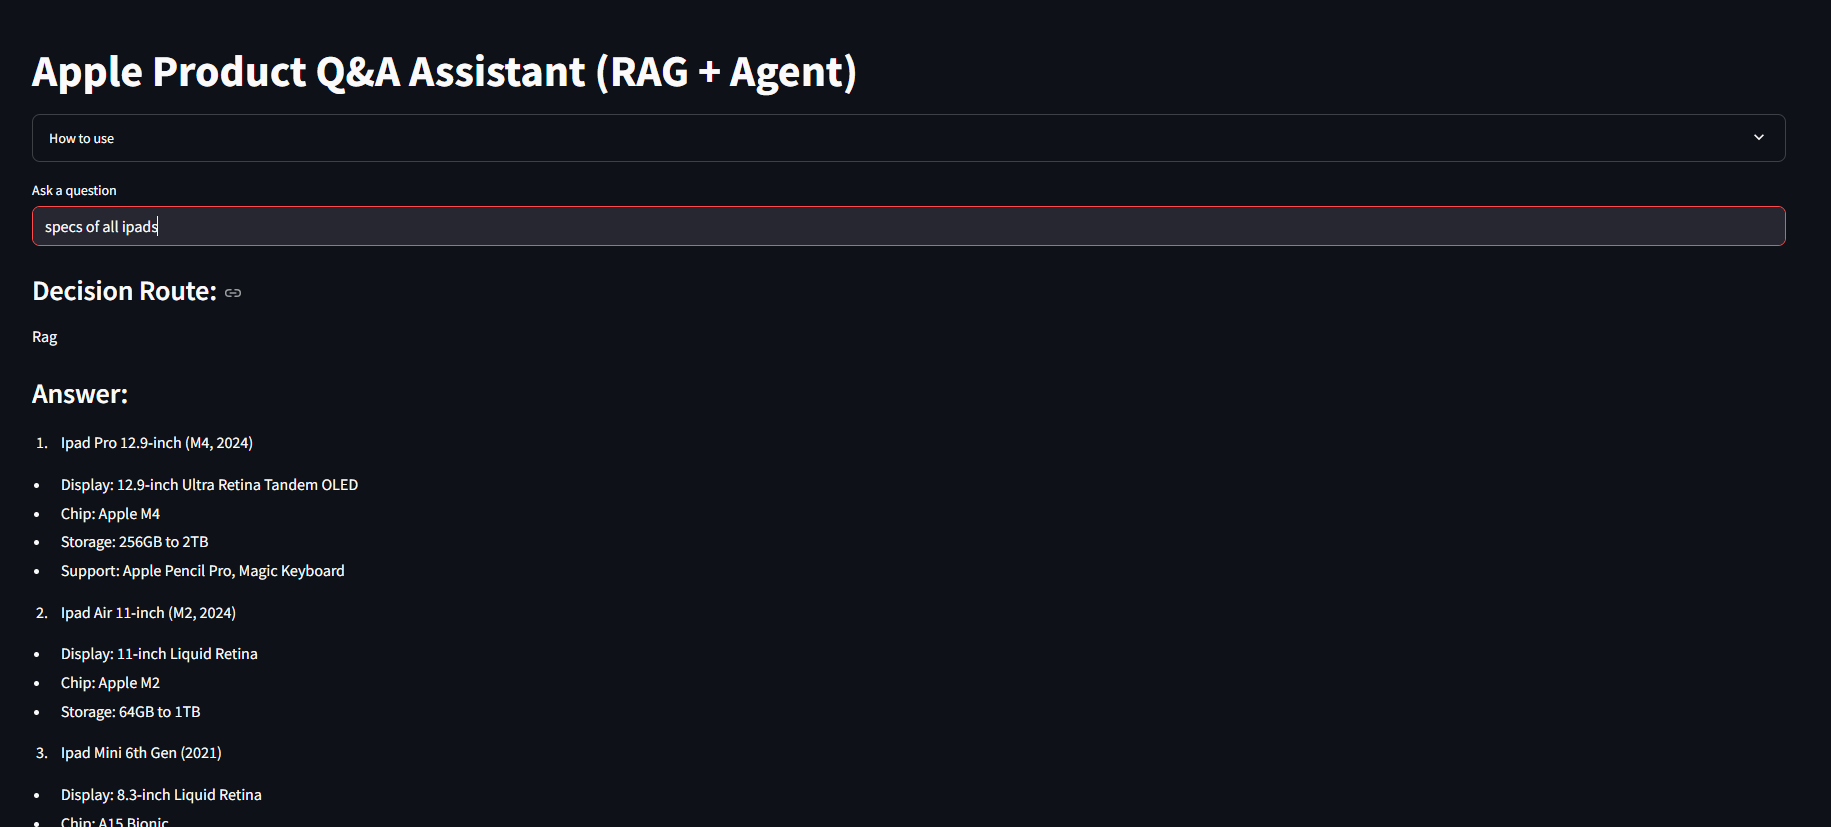 Apple Product Q&A Assistant (RAG + Agent)
How to use
Ask a question
specs of all ipads
Decision Route:
Rag
Answer:
1. Ipad Pro 12.9-inch (M4, 2024)
• Display: 12.9-inch Ultra Retina Tandem OLED
• Chip: Apple M4
• Storage: 256GB to 2TB
• Support: Apple Pencil Pro, Magic Keyboard
2. Ipad Air 11-inch (M2, 2024)
• Display: 11-inch Liquid Retina
• Chip: Apple M2
• Storage: 64GB to 1TB
3. Ipad Mini 6th Gen (2021)
• Display: 8.3-inch Liquid Retina
• Chip: A15 Bionic